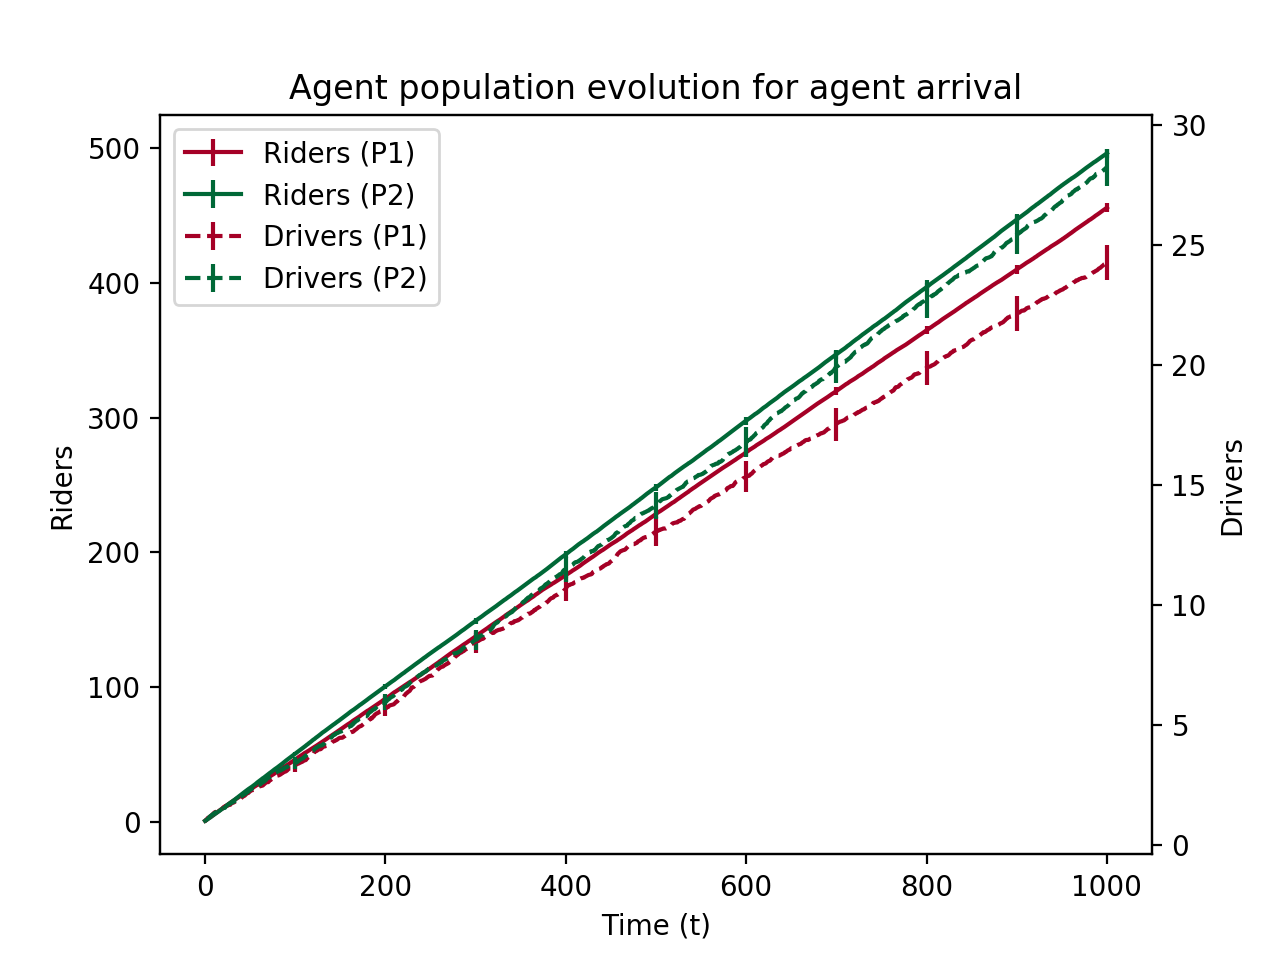 Agent population evolution for agent arrival
Riders (P1)
Riders (P2)
Drivers (P1)
Drivers (P2)
500
400
300
200
100
0
Riders
30
25
20
15
10
5
0
Drivers
0 200 400 600 800 1000
Time (t)